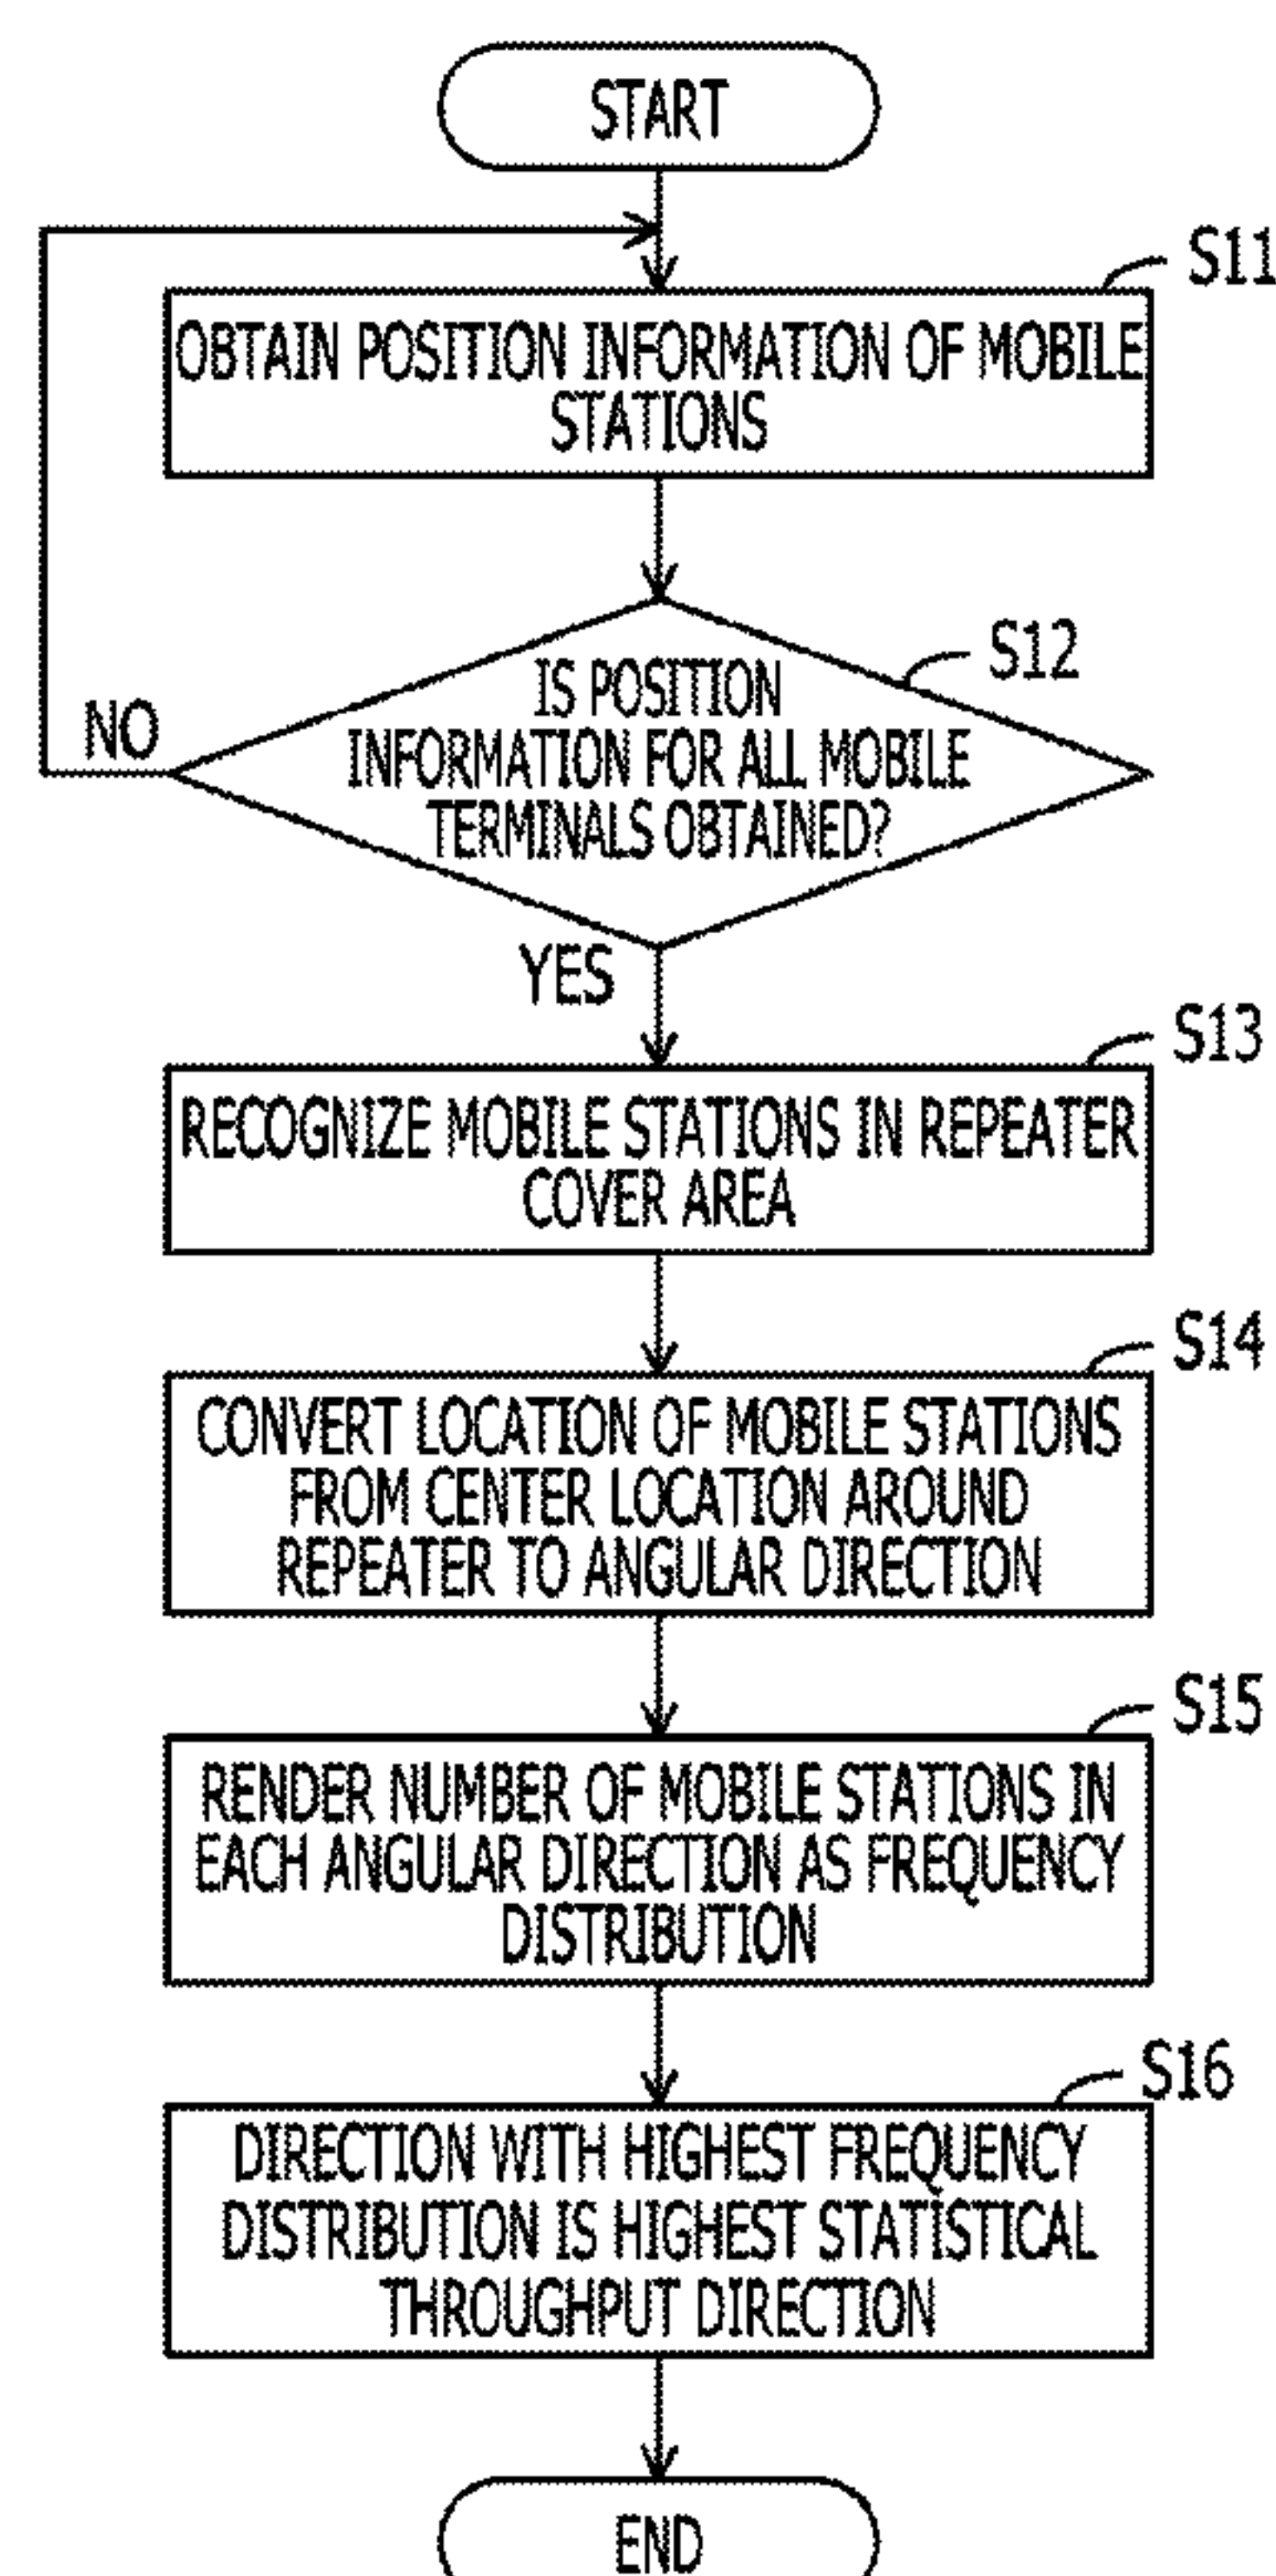 START
S11
OBTAIN POSITION INFORMATION OF MOBILE
STATIONS
S12
IS POSITION
INFORMATION FOR ALL MOBILE
TERMINALS OBTAINED?
NO
YES
S13
RECOGNIZE MOBILE STATIONS IN REPEATER
COVER AREA
S14
CONVERT LOCATION OF MOBILE STATIONS
FROM CENTER LOCATION AROUND
REPEATER TO ANGULAR DIRECTION
S15
RENDER NUMBER OF MOBILE STATIONS IN
EACH ANGULAR DIRECTION AS FREQUENCY
DISTRIBUTION
S16
DIRECTION WITH HIGHEST FREQUENCY
DISTRIBUTION IS HIGHEST STATISTICAL
THROUGHPUT DIRECTION
END